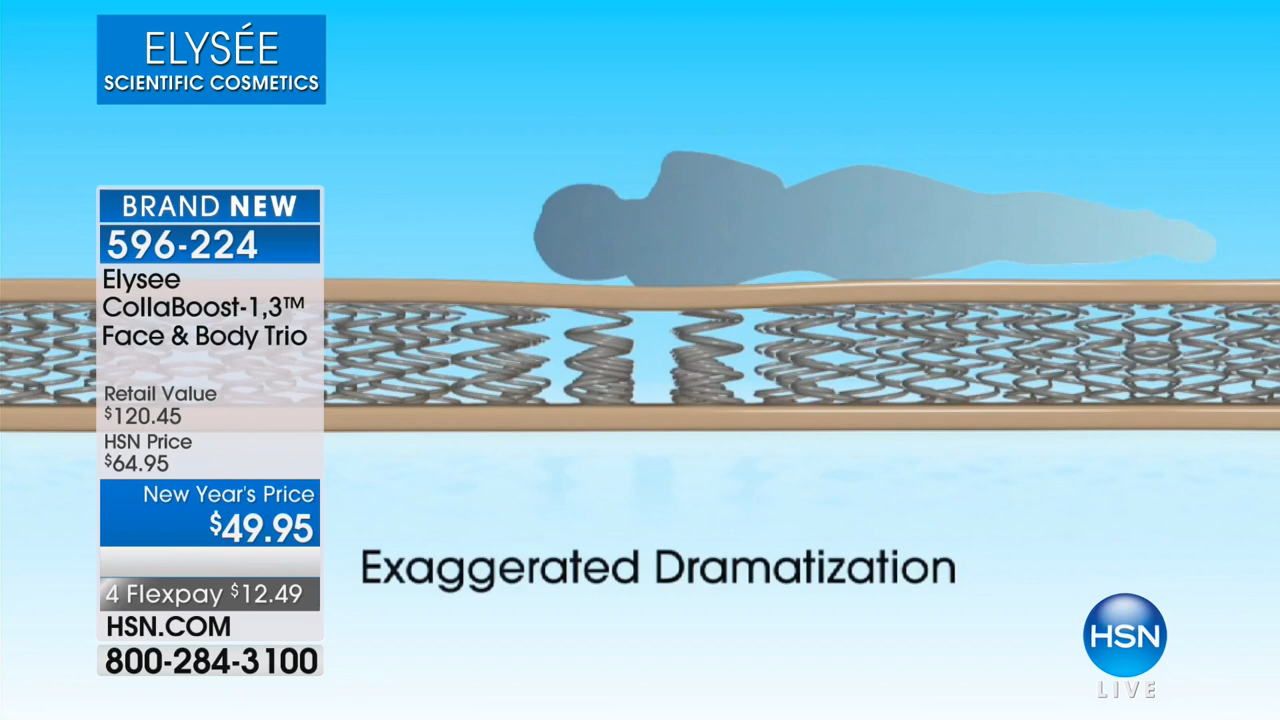 ELYSÉE
SCIENTIFIC COSMETICS
BRAND NEW
596-224
Elysee
CollaBoost-1,3™
Face & Body Trio
Retail Value
$120.45
HSN Price
$64.95
New Year's Price
$49.95
4 Flexpay $12.49
HSN.COM
800-284-3100
Exaggerated Dramatization
HSN
LIVE